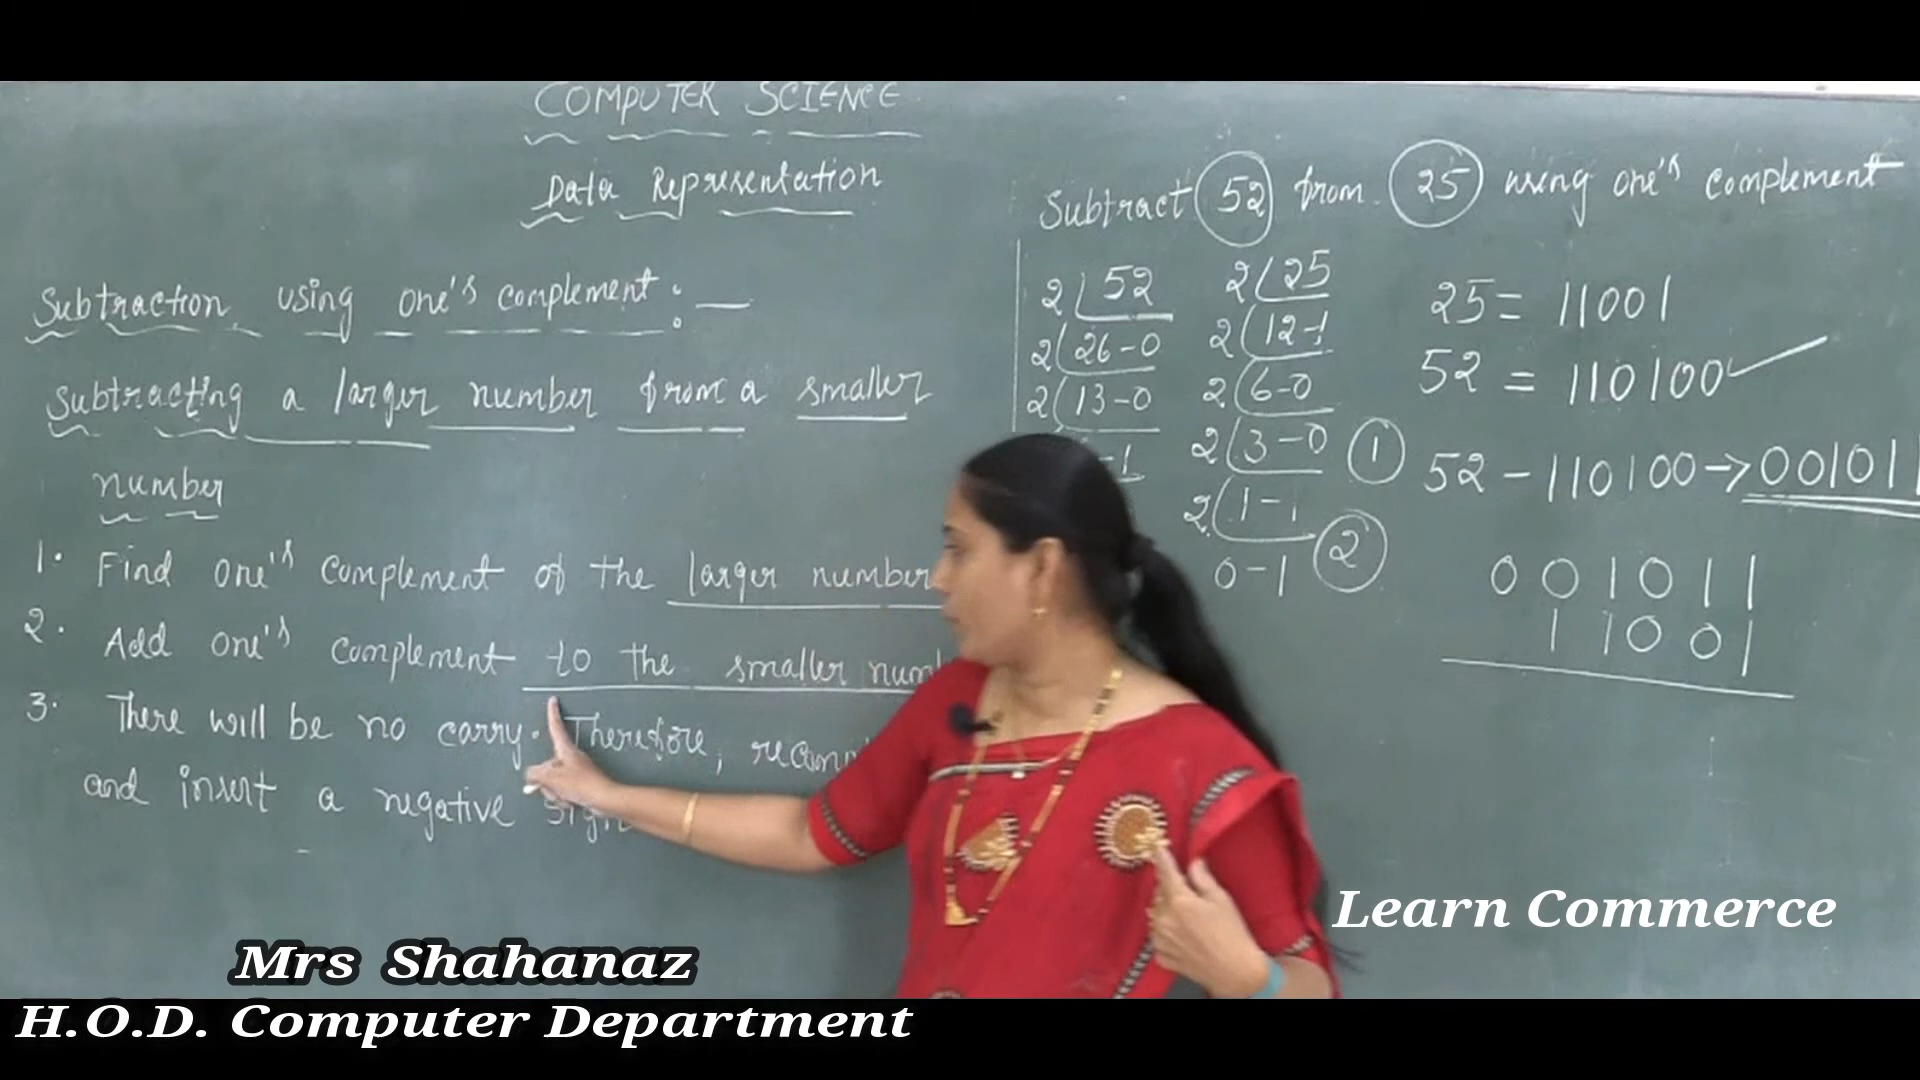 COMPUTER SCIENCE
Data Representation
Subtraction using one's complement: —
Subtracting a larger number from a smaller
number
1. Find one's complement of the larger number
2. Add one's complement to the smaller
3. There will be no carry. Therefore,
and insert a negative sign
Subtract 52 from 25 using one's complement
2 52
2 26-0
2 13-0
-1
2 25
2 12-1
2 6-0
2 3-0
2 1-1
0-1
25 = 11001
52 = 110100
1 52 - 110100 → 001011
2 001011
11001
Learn Commerce
Mrs Shahanaz
H.O.D. Computer Department